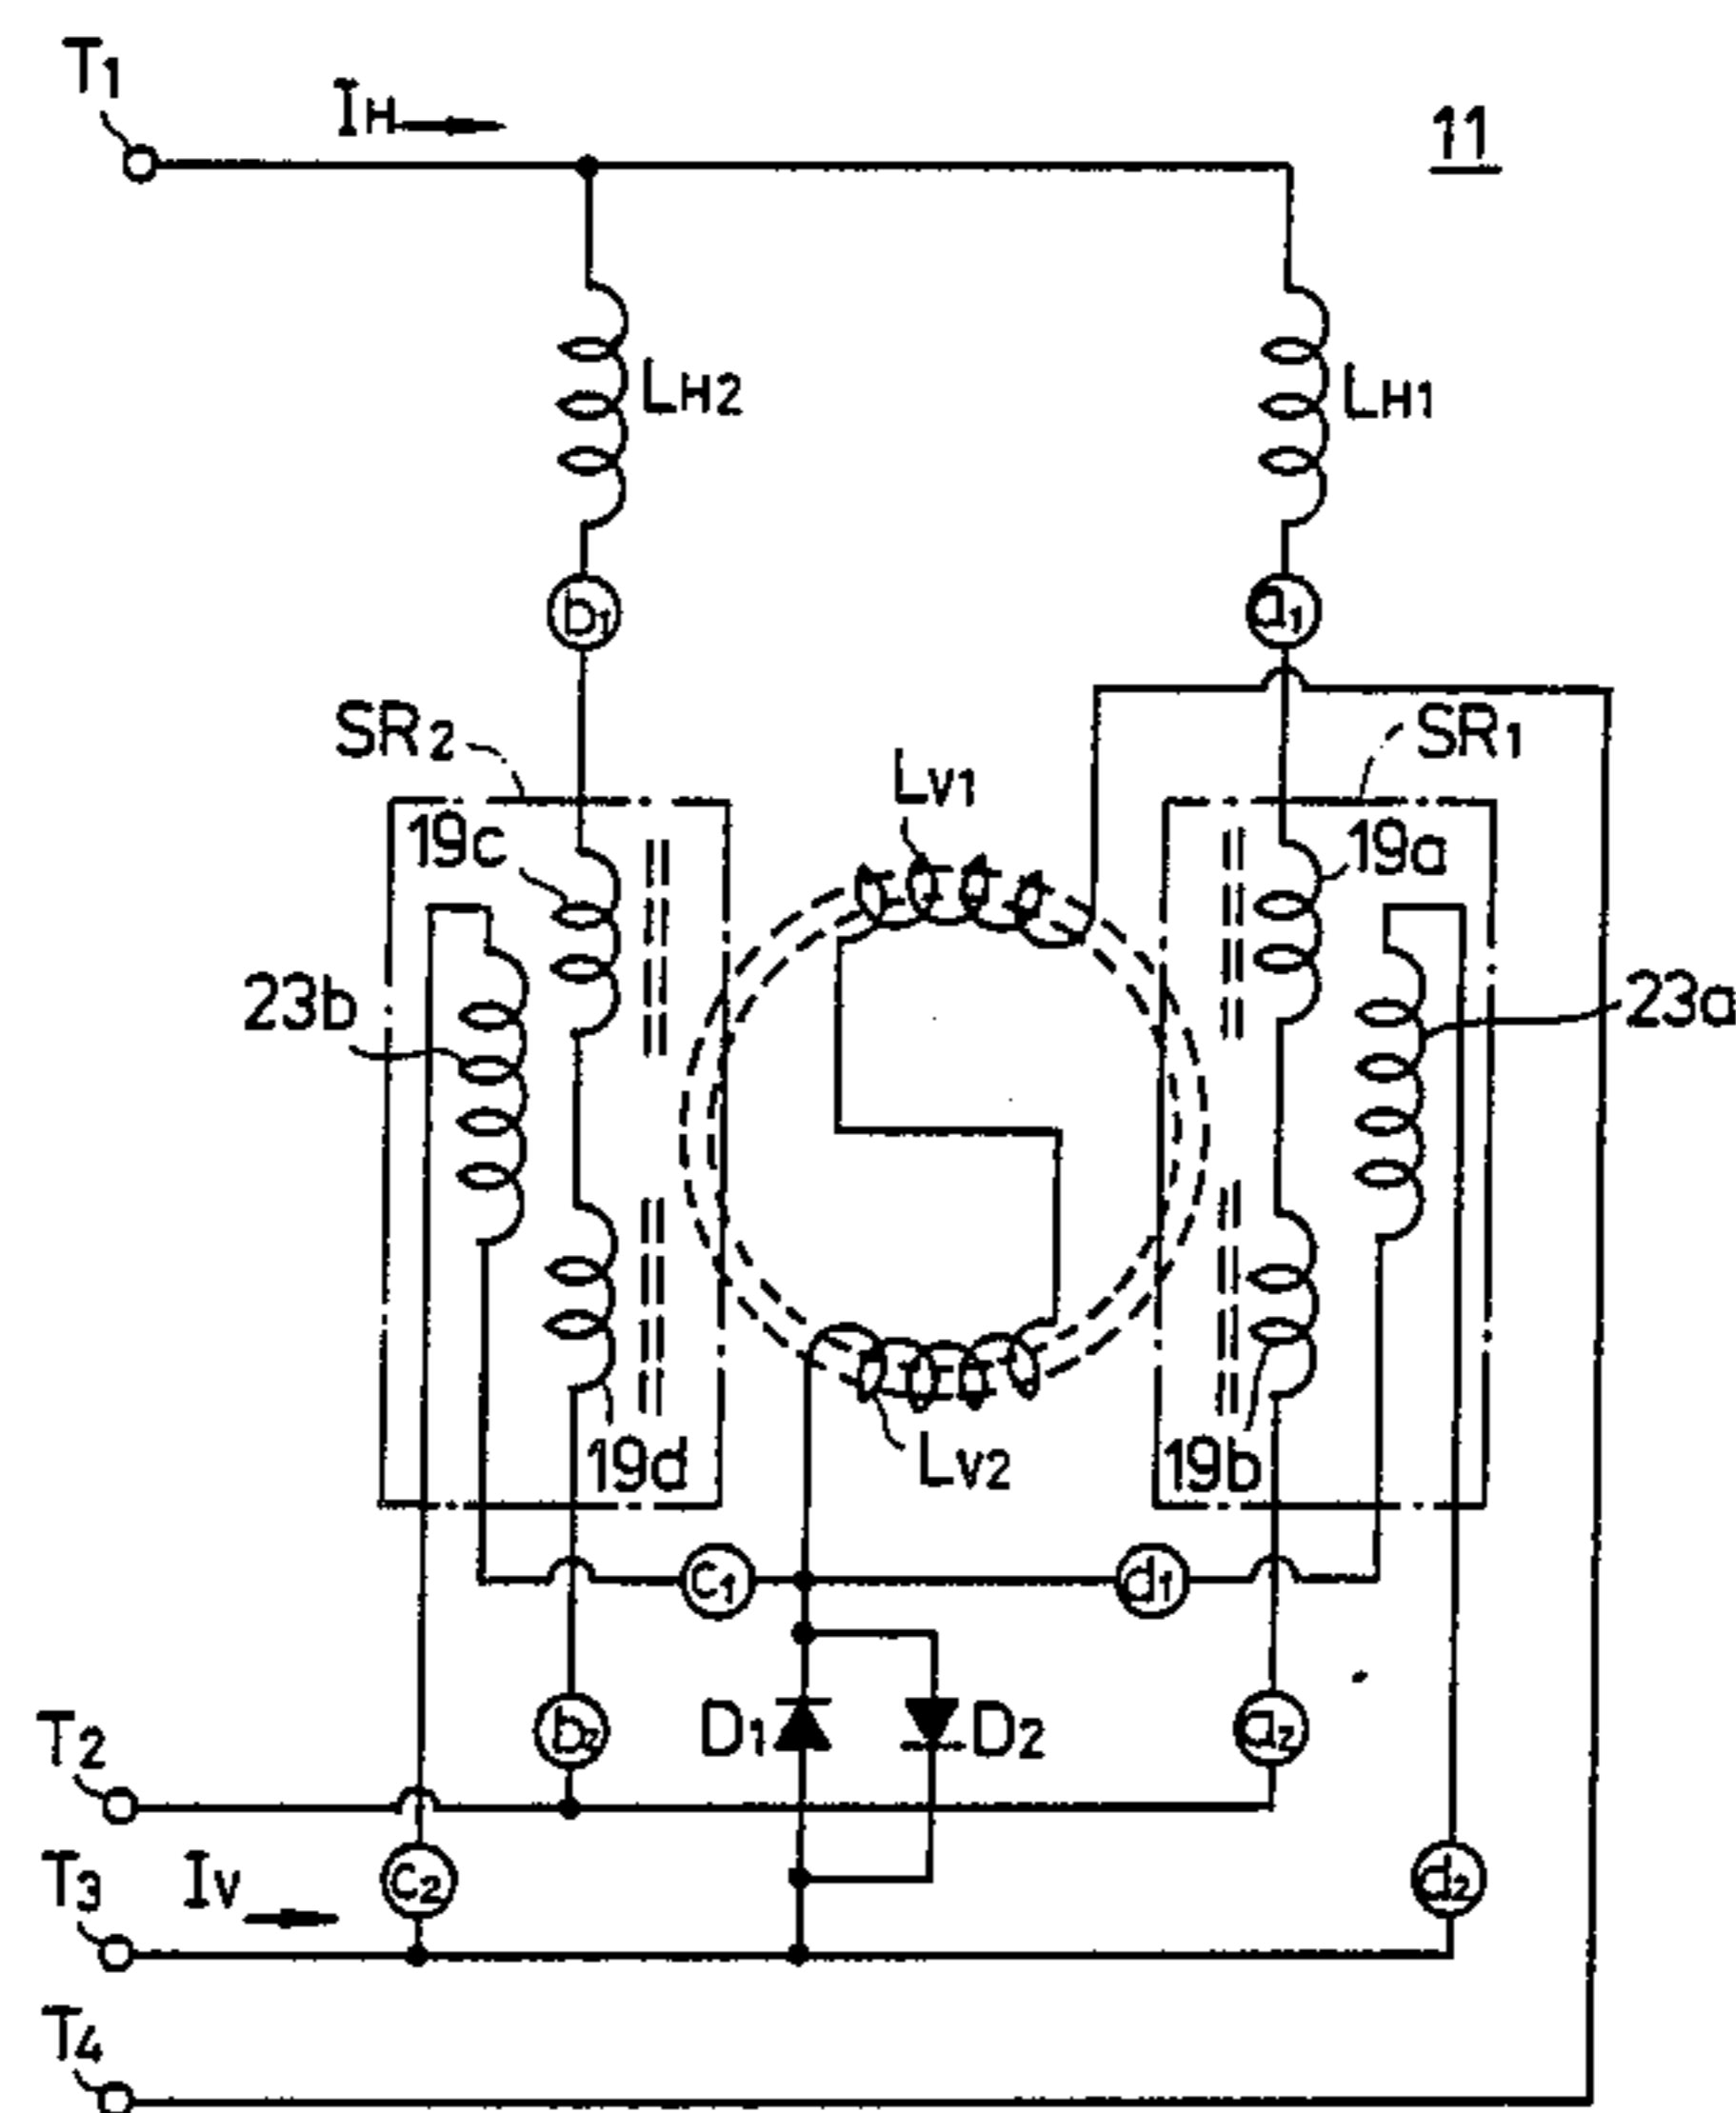 T1
IH
11
LH2
LH1
b1
a1
SR2
SR1
LV1
19c
19a
23b
23a
19d
LV2
19b
c1
d1
T2
b2
D1
D2
a2
T3
IV
c2
d2
T4